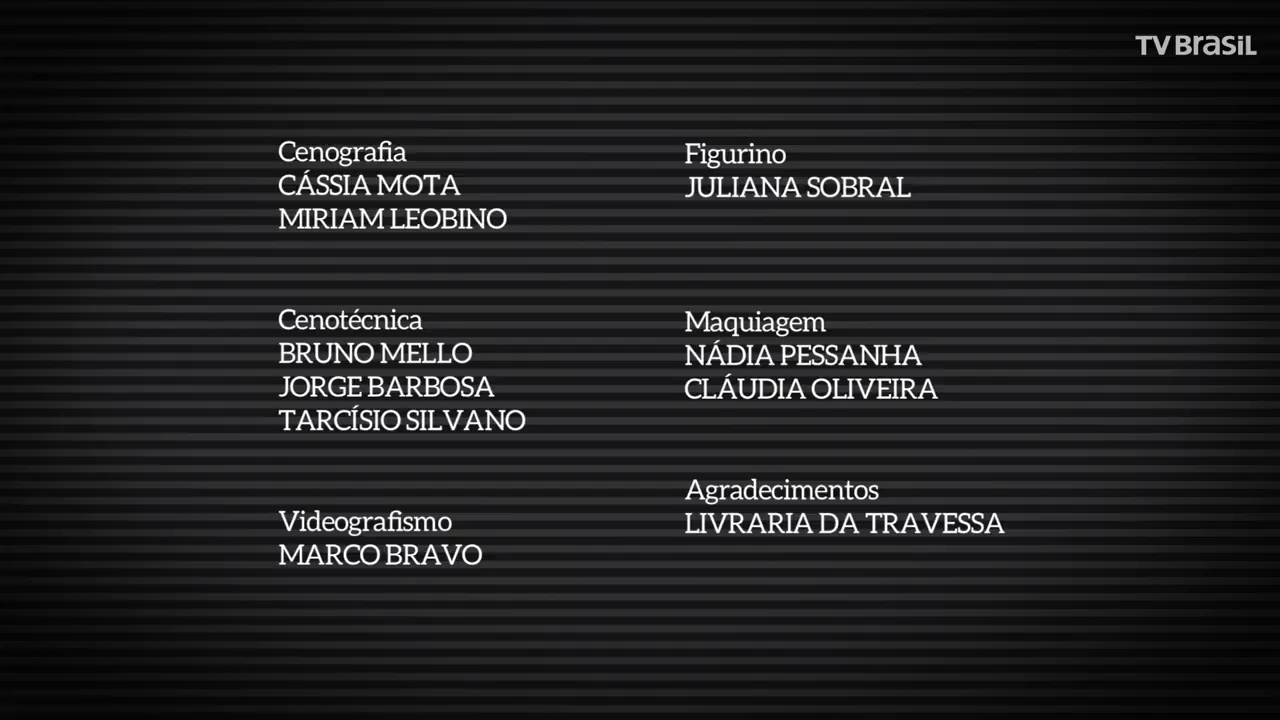 TV BRASIL
Cenografia
CÁSSIA MOTA
MIRIAM LEOBINO
Cenotécnica
BRUNO MELLO
JORGE BARBOSA
TARCÍSIO SILVANO
Videografismo
MARCO BRAVO
Figurino
JULIANA SOBRAL
Maquiagem
NÁDIA PESSANHA
CLÁUDIA OLIVEIRA
Agradecimentos
LIVRARIA DA TRAVESSA